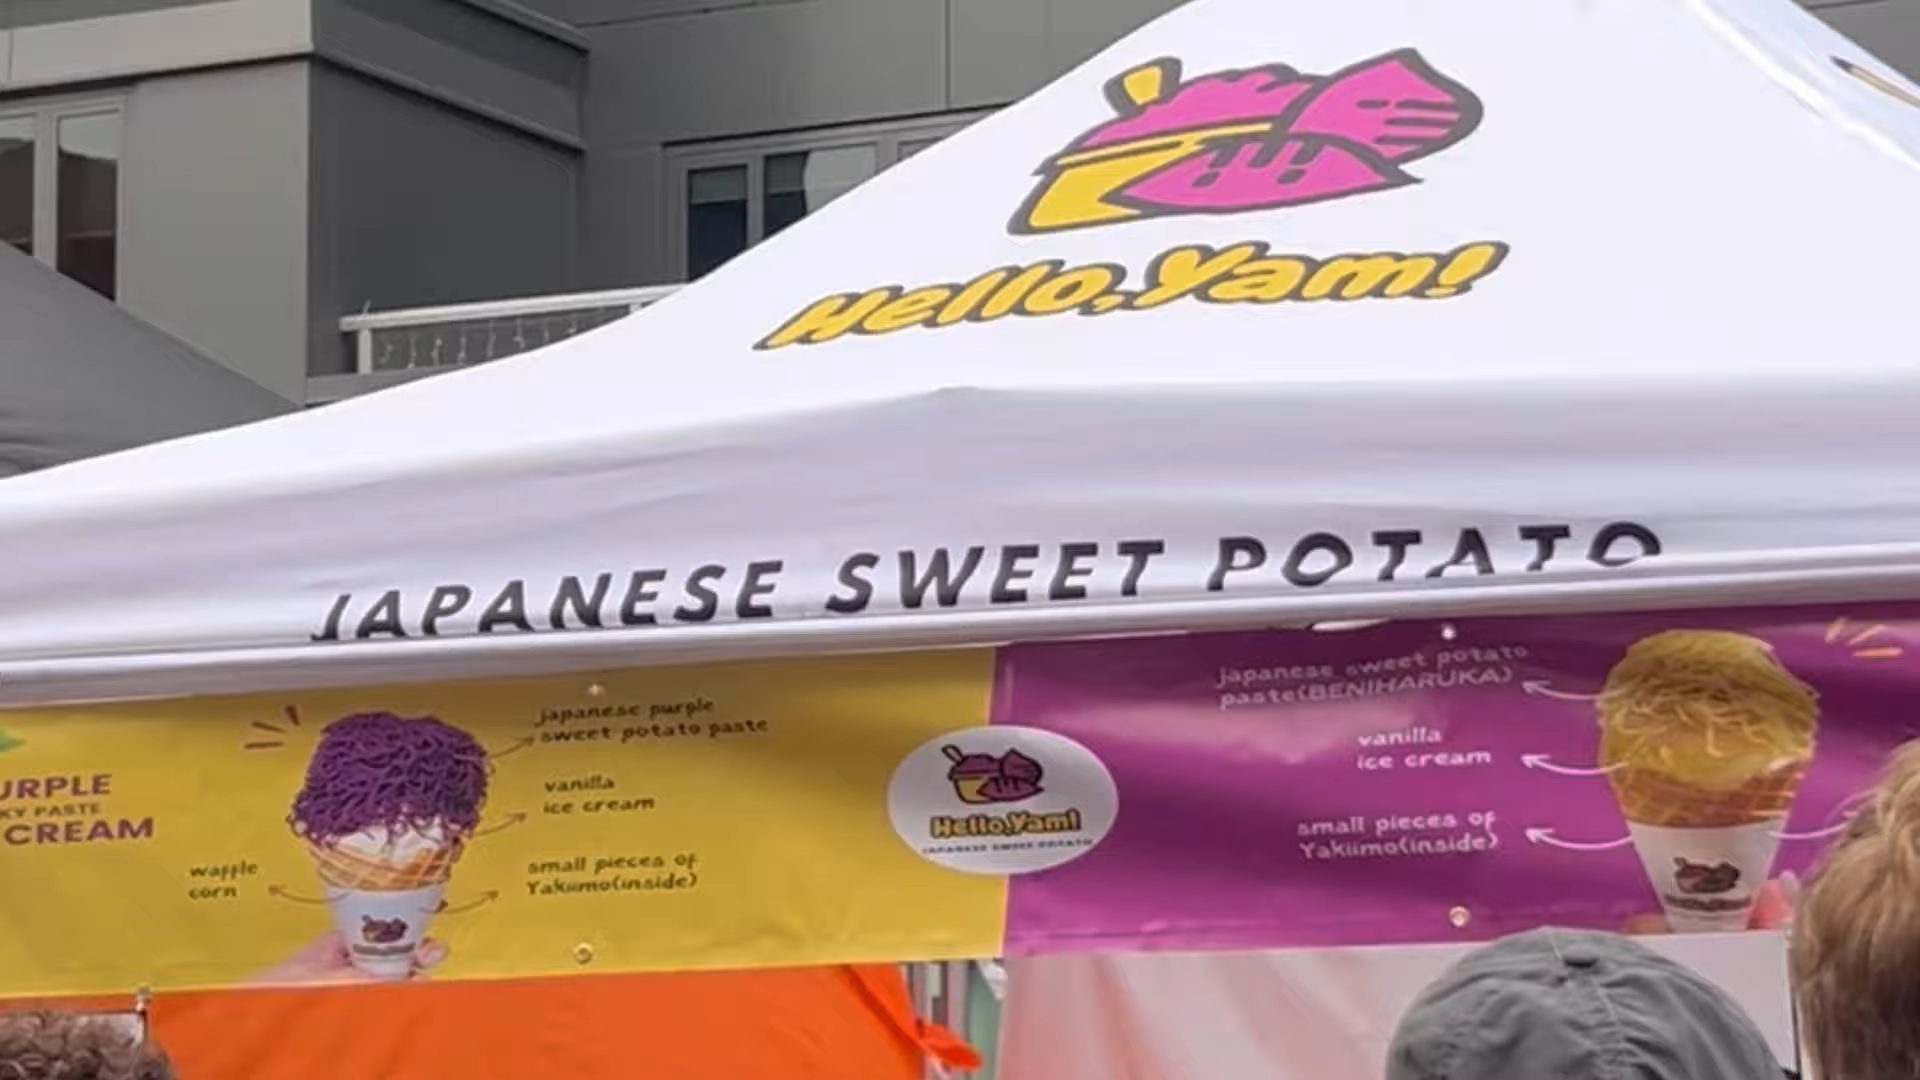 Hello,Yam!
JAPANESE SWEET POTATO
japanese purple
sweet potato paste
vanilla
ice cream
small pieces of
Yakiimo(inside)
waffle
corn
URPLE
KY PASTE
CREAM
Hello,Yam!
JAPANESE SWEET POTATO
japanese sweet potato
paste(BENIHARUKA)
vanilla
ice cream
small pieces of
Yakiimo(inside)